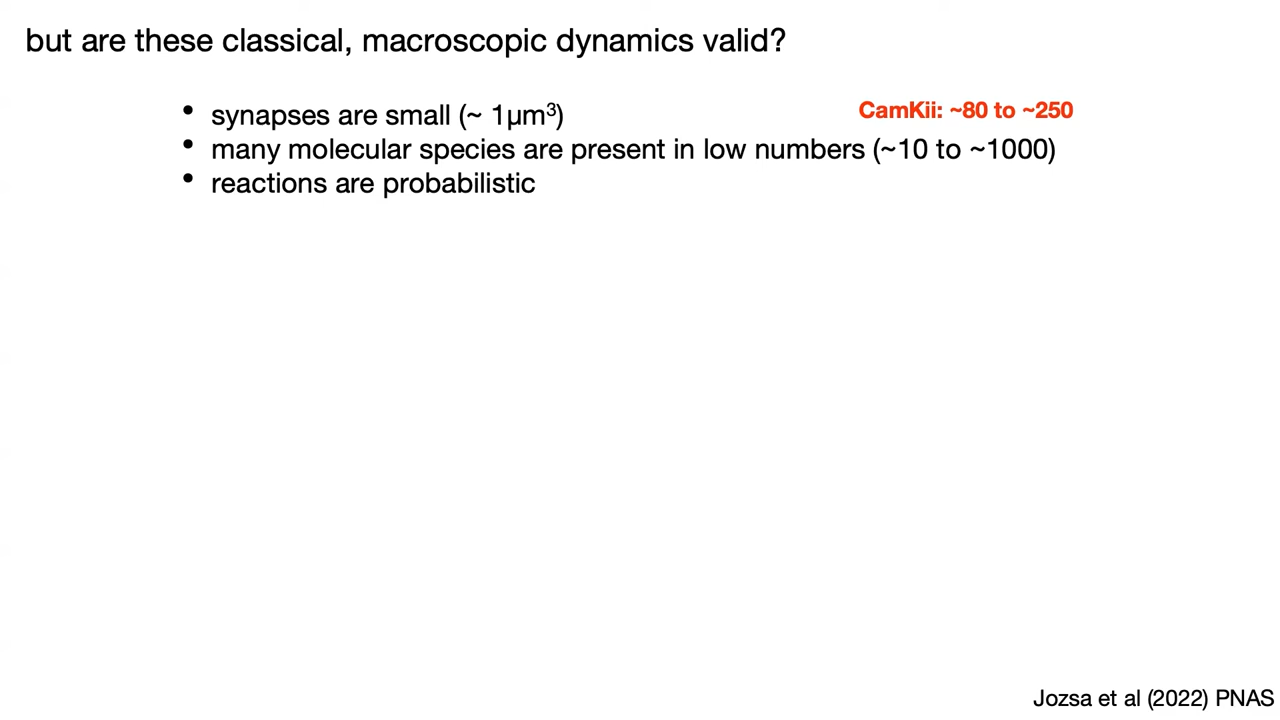 but are these classical, macroscopic dynamics valid?
• synapses are small (~ 1µm³)
CamKii: ~80 to ~250
• many molecular species are present in low numbers (~10 to ~1000)
• reactions are probabilistic
Jozsa et al (2022) PNAS